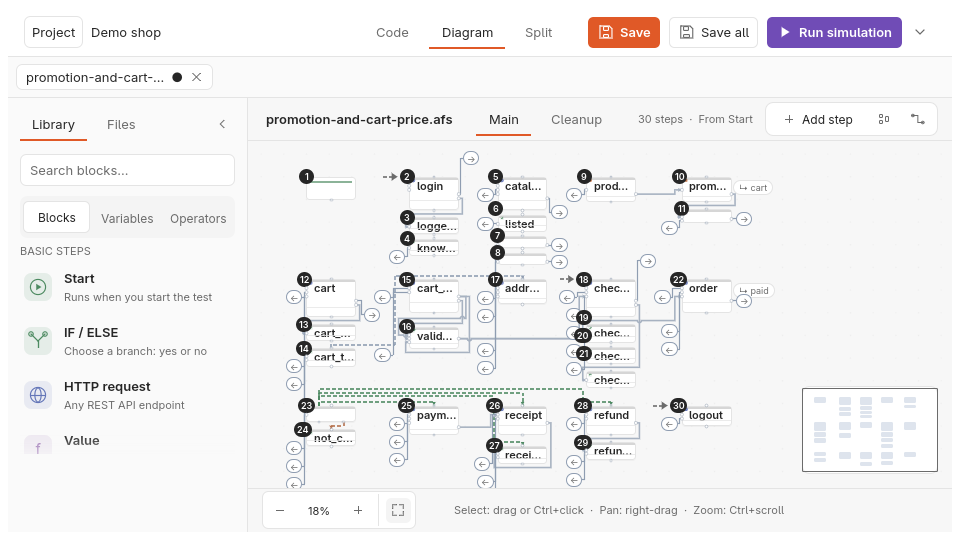 Project Demo shop Code Diagram Split Save Save all Run simulation
promotion-and-cart-...
Library Files
promotion-and-cart-price.afs Main Cleanup 30 steps · From Start Add step
Search blocks...
Blocks Variables Operators
BASIC STEPS
Start
Runs when you start the test
IF / ELSE
Choose a branch: yes or no
HTTP request
Any REST API endpoint
Value
1
2 login
5 catal...
9 prod...
10 prom...
↳ cart
3 logge...
6 listed
11
4 know...
7
8
12 cart
15 cart_...
17 addr...
18 chec...
22 order
↳ paid
13 cart_...
16 valid...
19
20 chec...
14 cart_t...
21 chec...
chec...
23
25 paym...
26 receipt
28 refund
30 logout
24 not_c...
27 recei...
29 refun...
18%
Select: drag or Ctrl+click · Pan: right-drag · Zoom: Ctrl+scroll